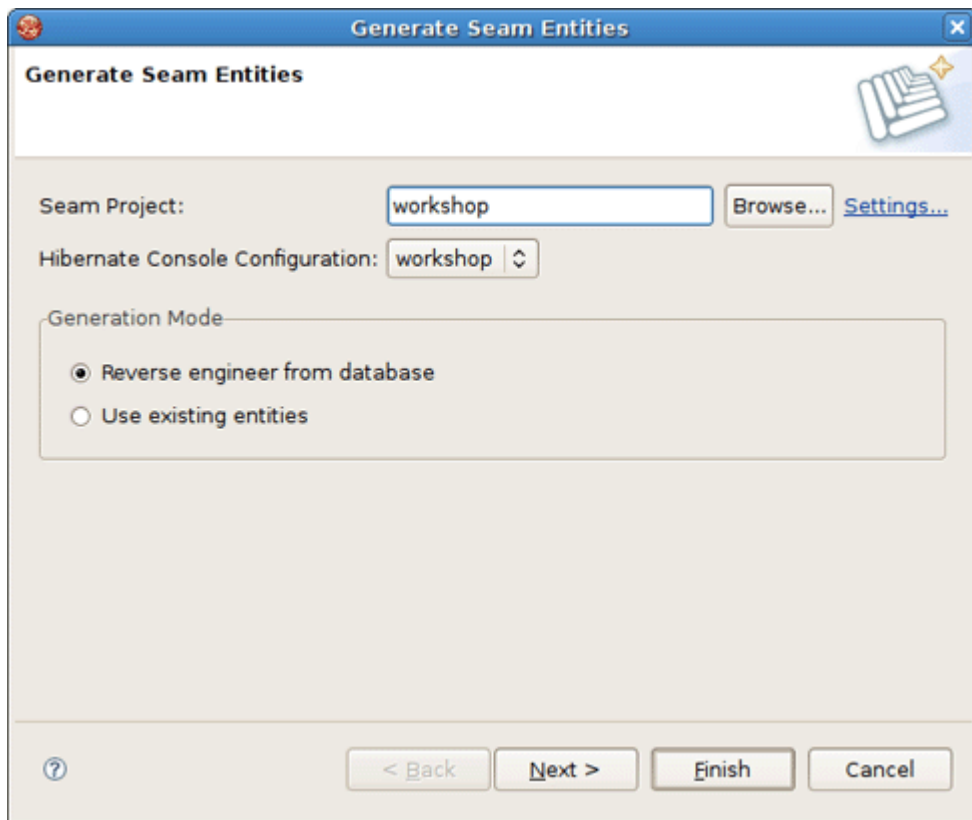 Generate Seam Entities
Generate Seam Entities
Seam Project: workshop Browse... Settings...
Hibernate Console Configuration: workshop
Generation Mode
Reverse engineer from database
Use existing entities
? < Back Next > Finish Cancel